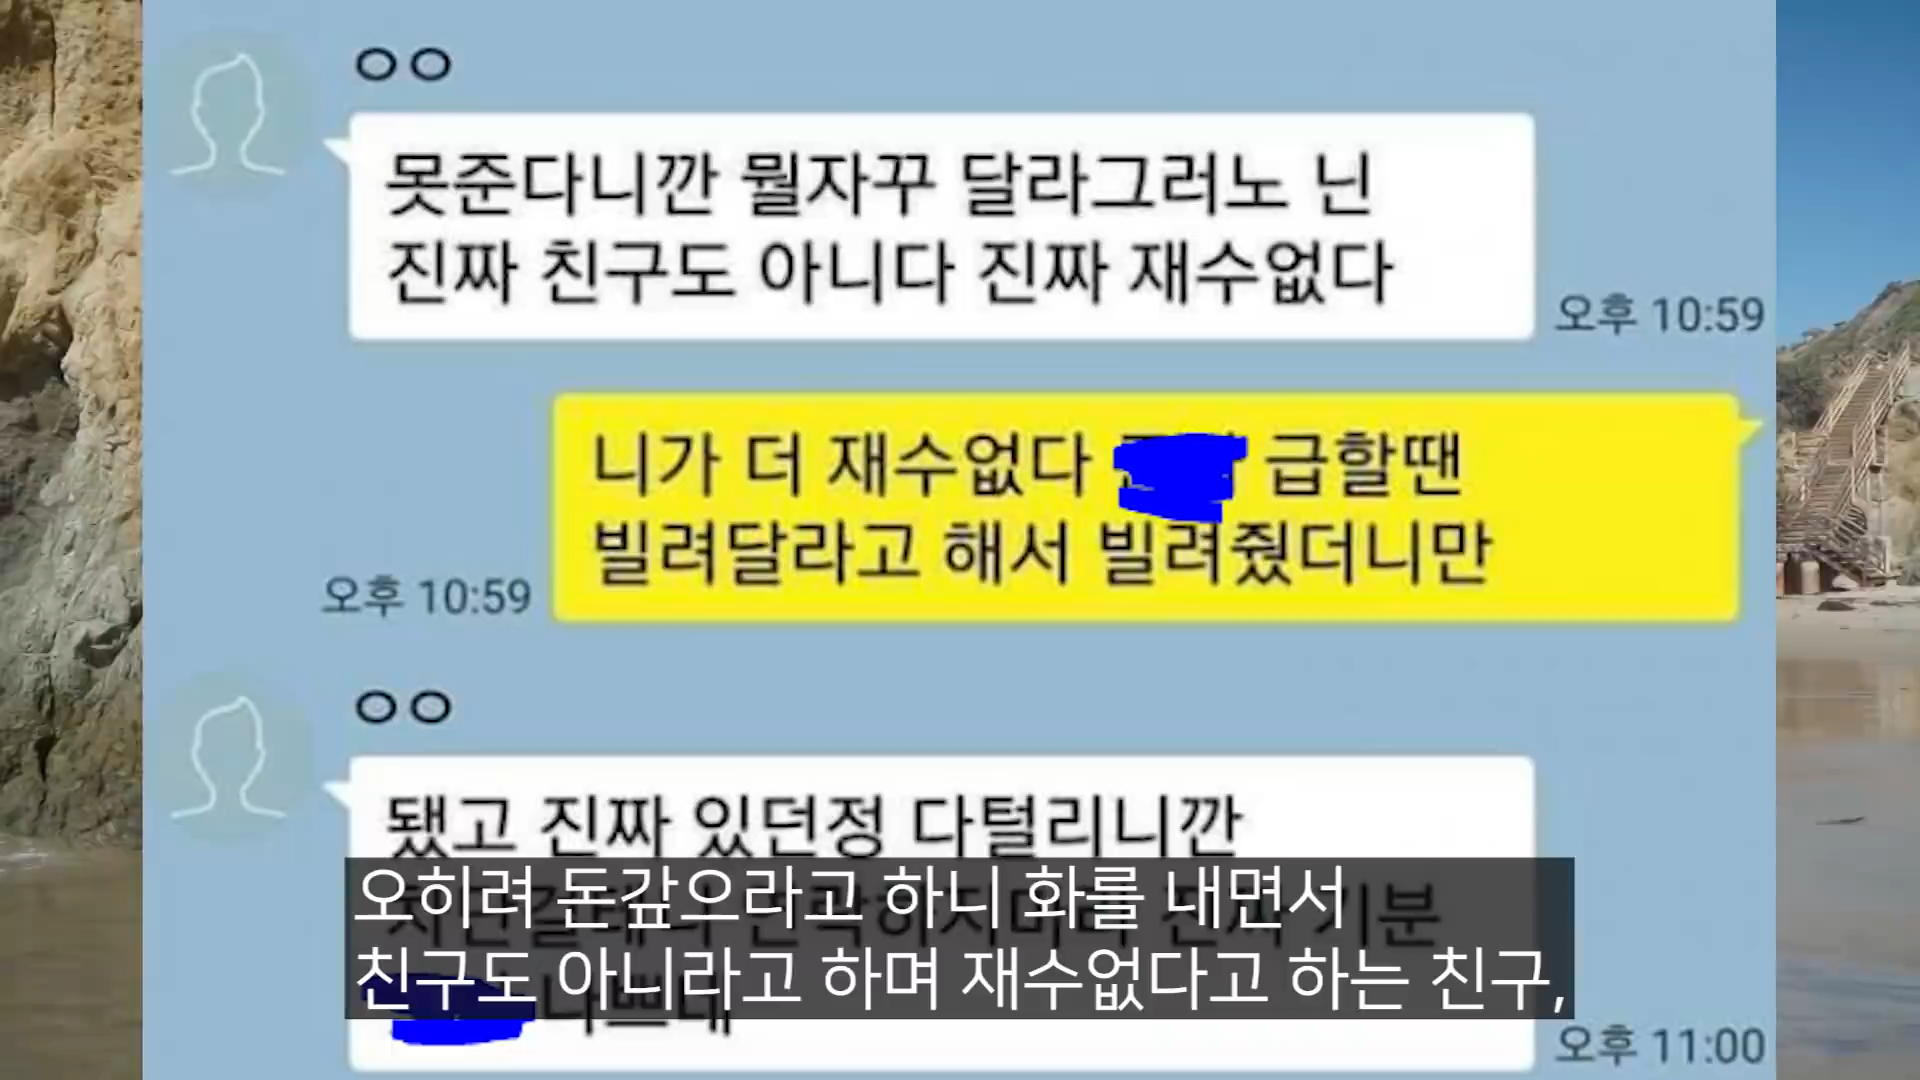 ㅇㅇ
못준다니깐 뭘자꾸 달라그러노 닌
진짜 친구도 아니다 진짜 재수없다
오후 10:59
니가 더 재수없다 급할땐
빌려달라고 해서 빌려줬더니만
오후 10:59
ㅇㅇ
됐고 진짜 있던정 다털리니깐
오히려 돈갚으라고 하니 화를 내면서
친구도 아니라고 하며 재수없다고 하는 친구,
오후 11:00